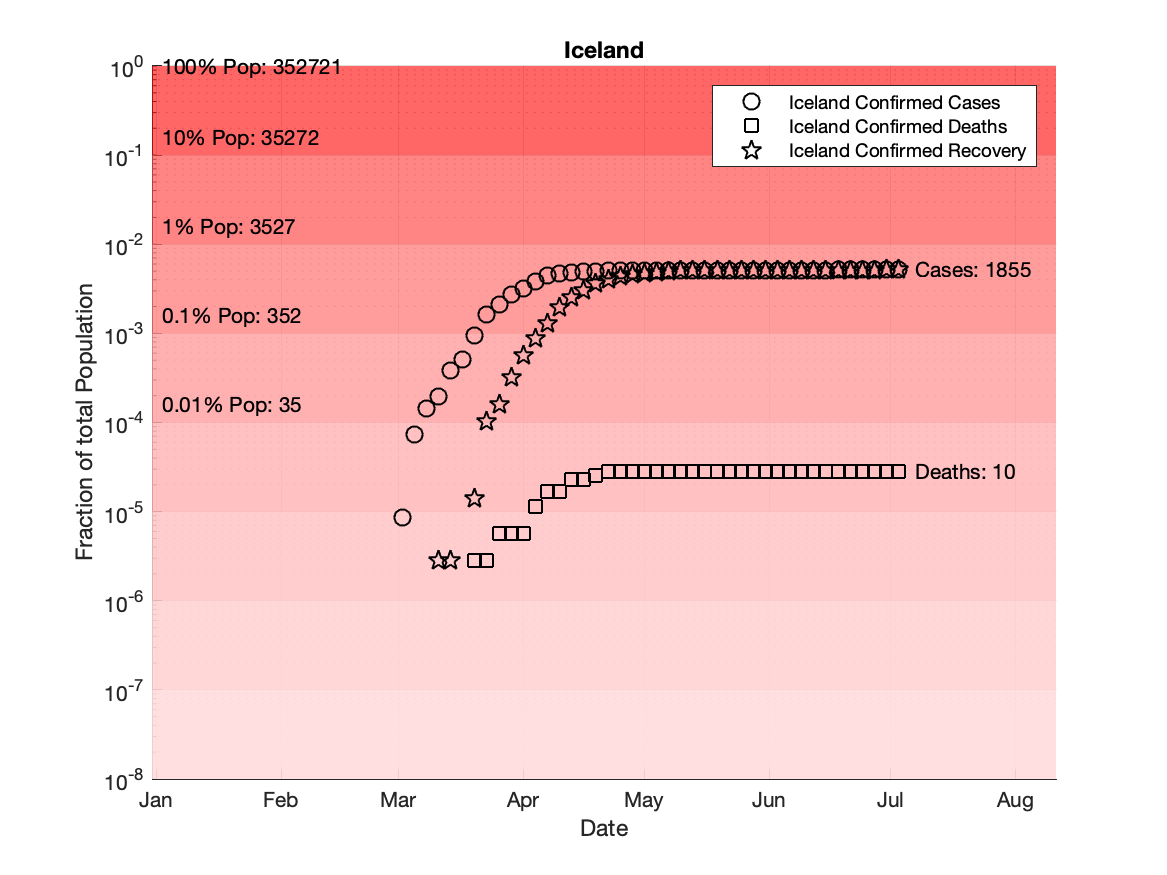 Iceland
10^0
100% Pop: 352721
Iceland Confirmed Cases
Iceland Confirmed Deaths
Iceland Confirmed Recovery
10% Pop: 35272
10^-1
1% Pop: 3527
10^-2
Cases: 1855
0.1% Pop: 352
10^-3
0.01% Pop: 35
10^-4
Deaths: 10
10^-5
10^-6
10^-7
10^-8
Fraction of total Population
Jan Feb Mar Apr May Jun Jul Aug
Date